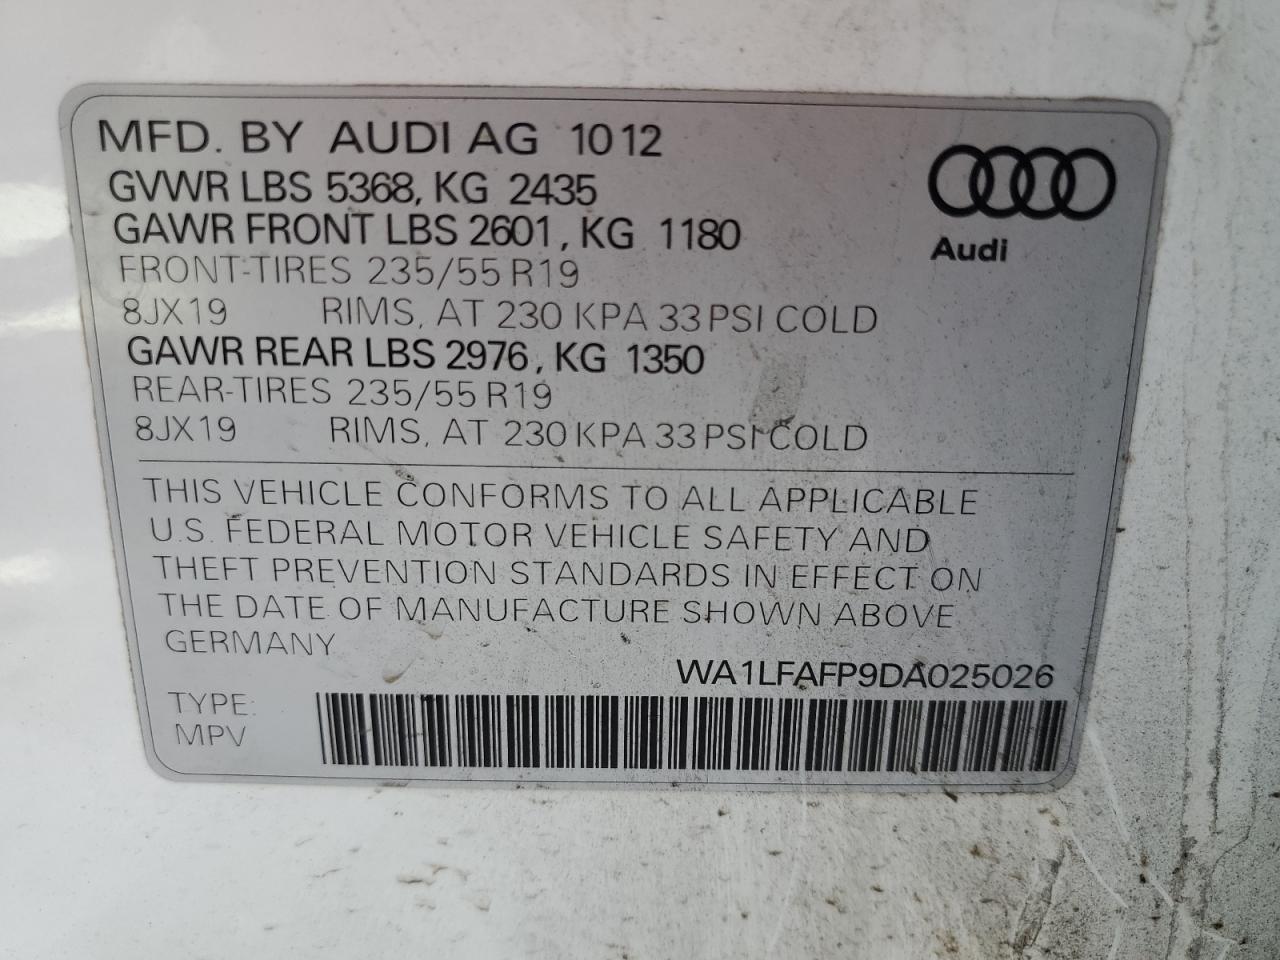 MFD. BY AUDI AG 10 12
GVWR LBS 5368, KG 2435
GAWR FRONT LBS 2601, KG 1180
FRONT-TIRES 235/55 R19
8JX19 RIMS, AT 230 KPA 33 PSI COLD
GAWR REAR LBS 2976, KG 1350
REAR-TIRES 235/55 R19
8JX19 RIMS, AT 230 KPA 33 PSI COLD
Audi
THIS VEHICLE CONFORMS TO ALL APPLICABLE
U.S. FEDERAL MOTOR VEHICLE SAFETY AND
THEFT PREVENTION STANDARDS IN EFFECT ON
THE DATE OF MANUFACTURE SHOWN ABOVE
GERMANY
WA1LFAFP9DA025026
TYPE:
MPV